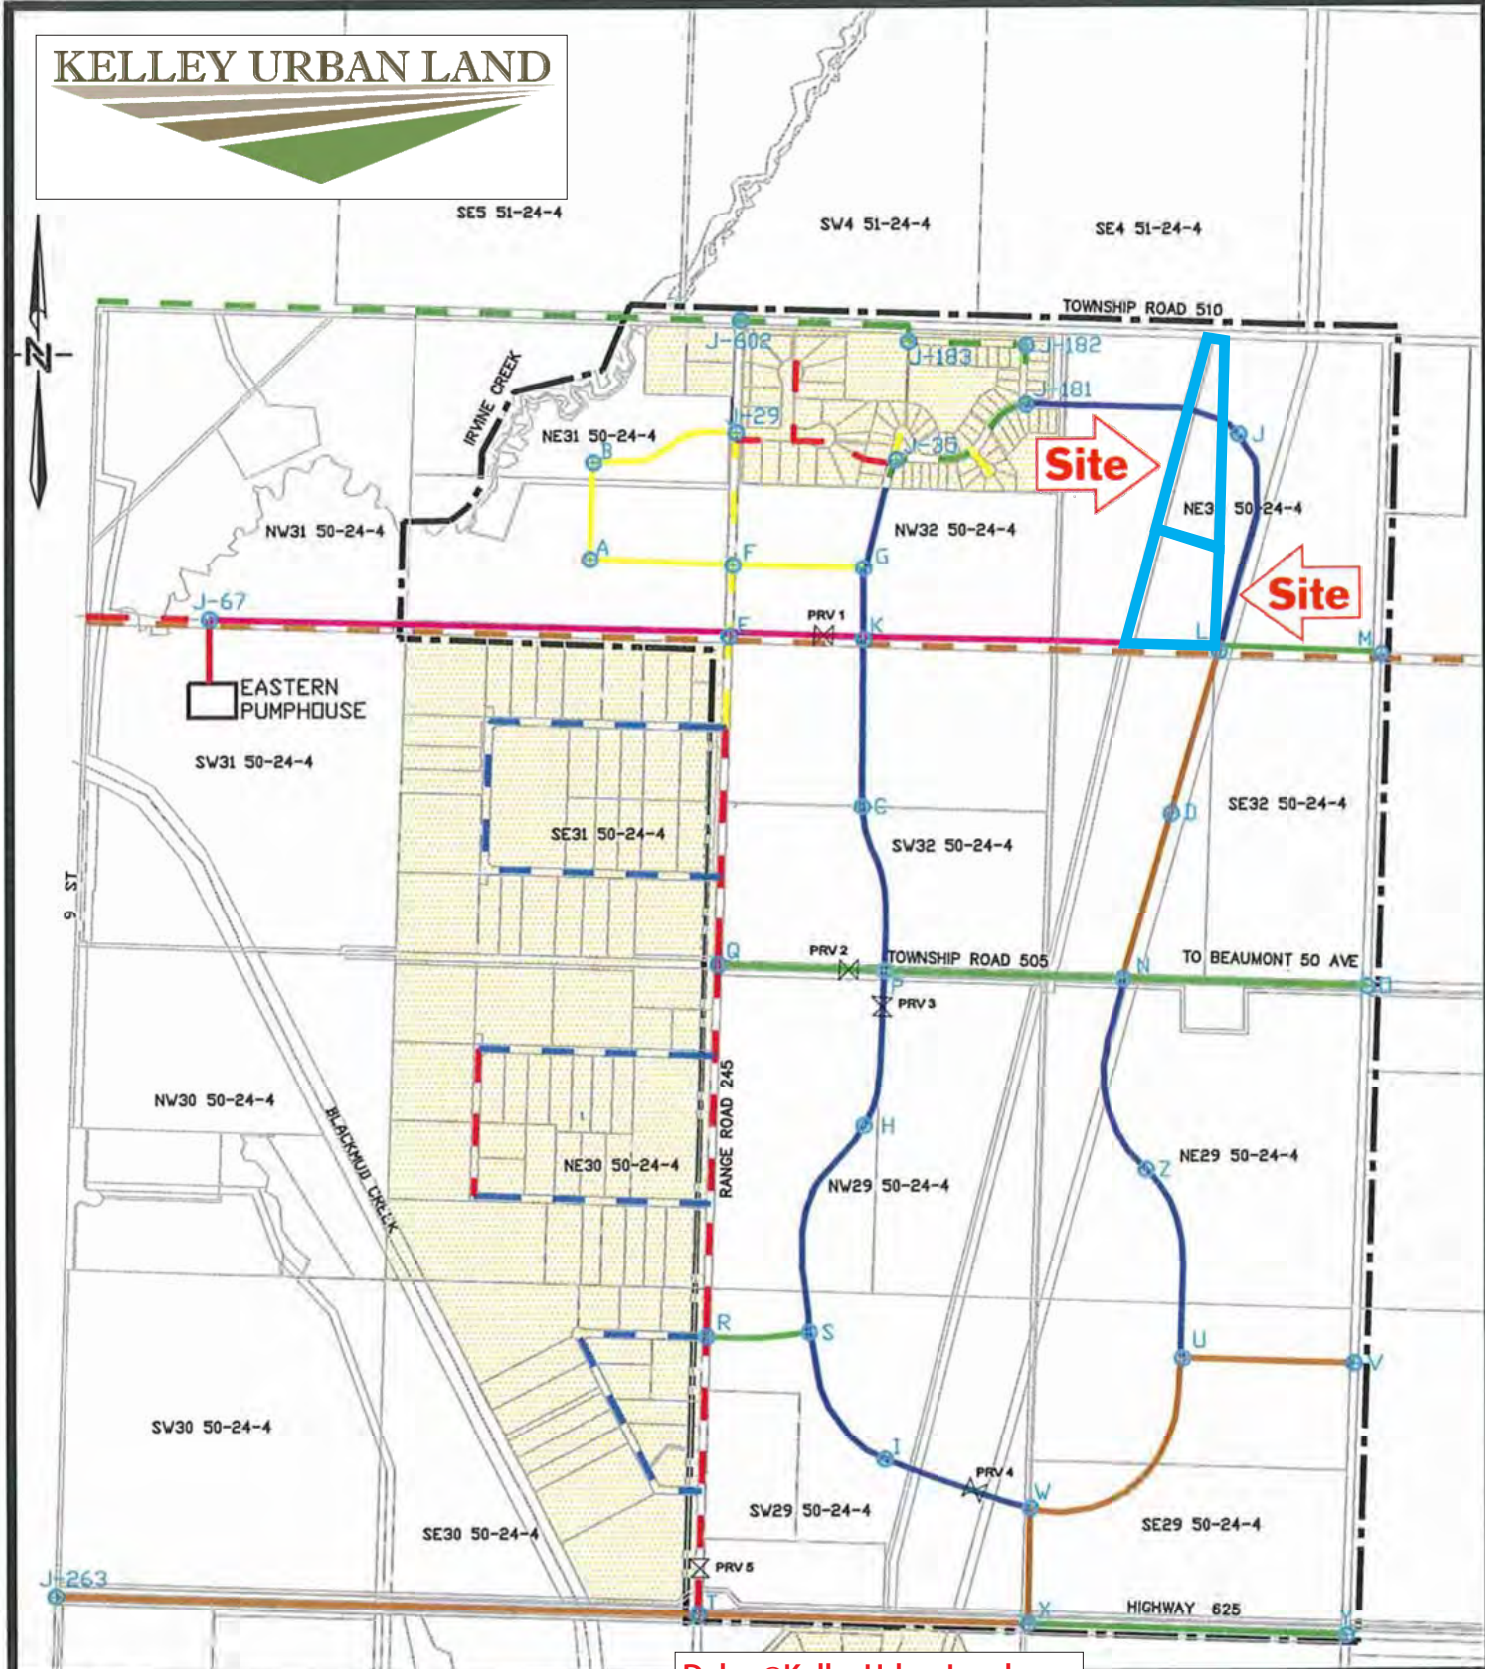 KELLEY URBAN LAND
SE5 51-24-4
SW4 51-24-4
SE4 51-24-4
TOWNSHIP ROAD 510
N
J-602
J-183
J-182
J-181
IRVINE CREEK
NE31 50-24-4
J-29
B
J-35
J
Site
NW31 50-24-4
NW32 50-24-4
NE3 50-24-4
A
F
G
Site
J-67
PRV 1
E
K
L
M
EASTERN
PUMPHOUSE
SW31 50-24-4
SE31 50-24-4
C
D
SE32 50-24-4
SW32 50-24-4
9 ST
Q
PRV 2
TOWNSHIP ROAD 505
N
TO BEAUMONT 50 AVE
P
PRV 3
NW30 50-24-4
BLACKMUD CREEK
RANGE ROAD 245
H
NE30 50-24-4
NW29 50-24-4
Z
NE29 50-24-4
R
S
U
V
SW30 50-24-4
I
PRV 4
W
SE30 50-24-4
SW29 50-24-4
SE29 50-24-4
PRV 5
J-263
T
X
HIGHWAY 625
Y